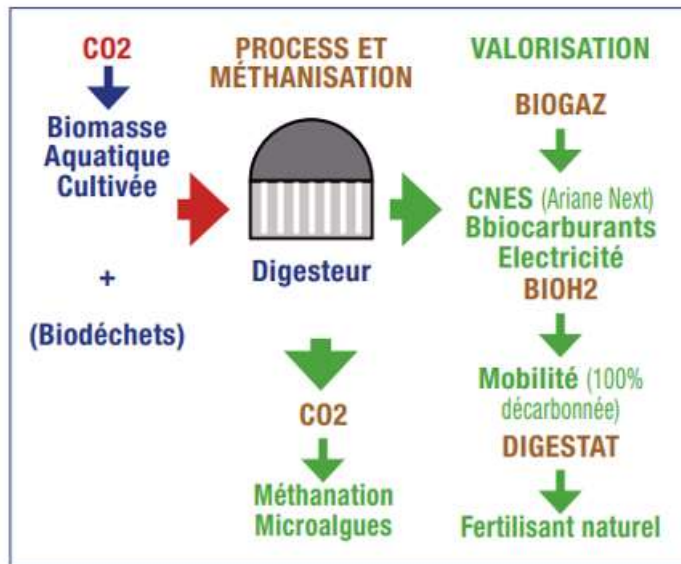 CO2
Biomasse
Aquatique
Cultivée
+
(Biodéchets)
PROCESS ET
MÉTHANISATION
Digesteur
CO2
Méthanation
Microalgues
VALORISATION
BIOGAZ
CNES (Ariane Next)
Bbiocarburants
Electricité
BIOH2
Mobilité (100%
décarbonnée)
DIGESTAT
Fertilisant naturel